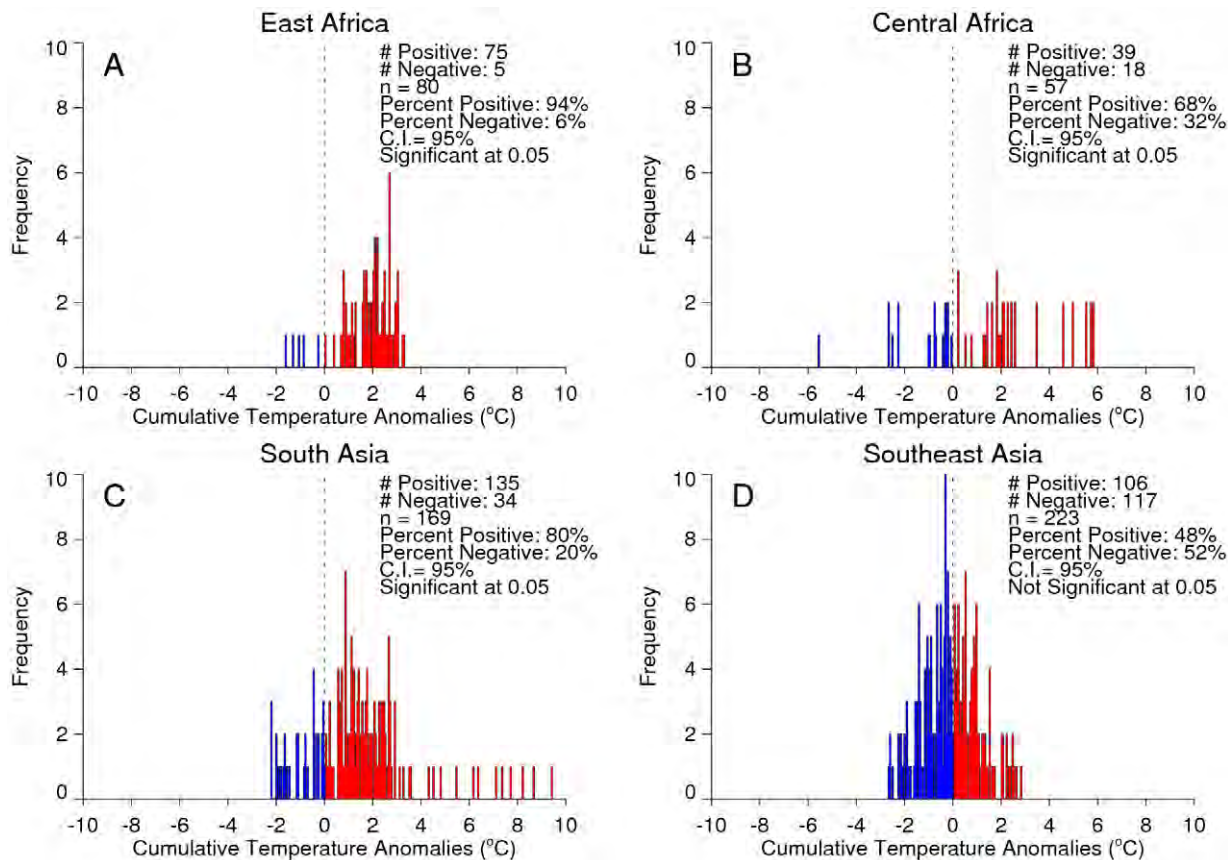 East Africa
A
# Positive: 75
# Negative: 5
n = 80
Percent Positive: 94%
Percent Negative: 6%
C.I.= 95%
Significant at 0.05
Frequency
10
8
6
4
2
0
-10 -8 -6 -4 -2 0 2 4 6 8 10
Cumulative Temperature Anomalies (°C)
Central Africa
B
# Positive: 39
# Negative: 18
n = 57
Percent Positive: 68%
Percent Negative: 32%
C.I.= 95%
Significant at 0.05
Frequency
10
8
6
4
2
0
-10 -8 -6 -4 -2 0 2 4 6 8 10
Cumulative Temperature Anomalies (°C)
South Asia
C
# Positive: 135
# Negative: 34
n = 169
Percent Positive: 80%
Percent Negative: 20%
C.I.= 95%
Significant at 0.05
Frequency
10
8
6
4
2
0
-10 -8 -6 -4 -2 0 2 4 6 8 10
Cumulative Temperature Anomalies (°C)
Southeast Asia
D
# Positive: 106
# Negative: 117
n = 223
Percent Positive: 48%
Percent Negative: 52%
C.I.= 95%
Not Significant at 0.05
Frequency
10
8
6
4
2
0
-10 -8 -6 -4 -2 0 2 4 6 8 10
Cumulative Temperature Anomalies (°C)